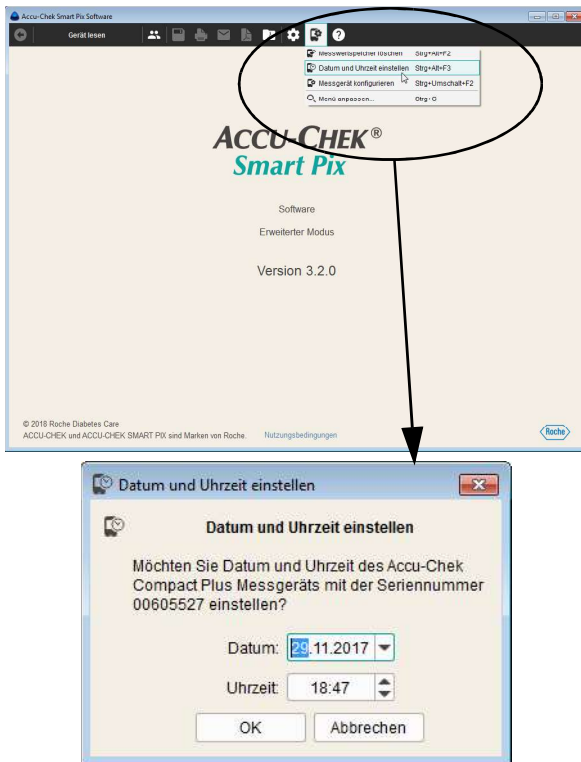 Accu-Chek Smart Pix Software
Gerät lesen
Messwertspeicher löschen Strg+Alt+F2
Datum und Uhrzeit einstellen Strg+Alt+F3
Messgerät konfigurieren Strg+Umschalt+F2
Menü anpassen...
ACCU-CHEK®
Smart Pix
Software
Erweiterter Modus
Version 3.2.0
© 2018 Roche Diabetes Care
ACCU-CHEK und ACCU-CHEK SMART PIX sind Marken von Roche. Nutzungsbedingungen
Roche
Datum und Uhrzeit einstellen
Datum und Uhrzeit einstellen
Möchten Sie Datum und Uhrzeit des Accu-Chek
Compact Plus Messgeräts mit der Seriennummer
00605527 einstellen?
Datum: 29.11.2017
Uhrzeit: 18:47
OK Abbrechen